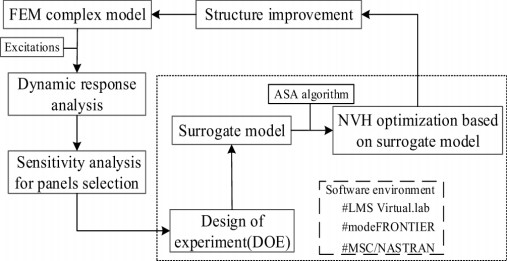 FEM complex model
Structure improvement
Excitations
Dynamic response
analysis
Sensitivity analysis
for panels selection
Design of
experiment(DOE)
Surrogate model
ASA algorithm
NVH optimization based
on surrogate model
Software environment
#LMS Virtual.lab
#modeFRONTIER
#MSC/NASTRAN